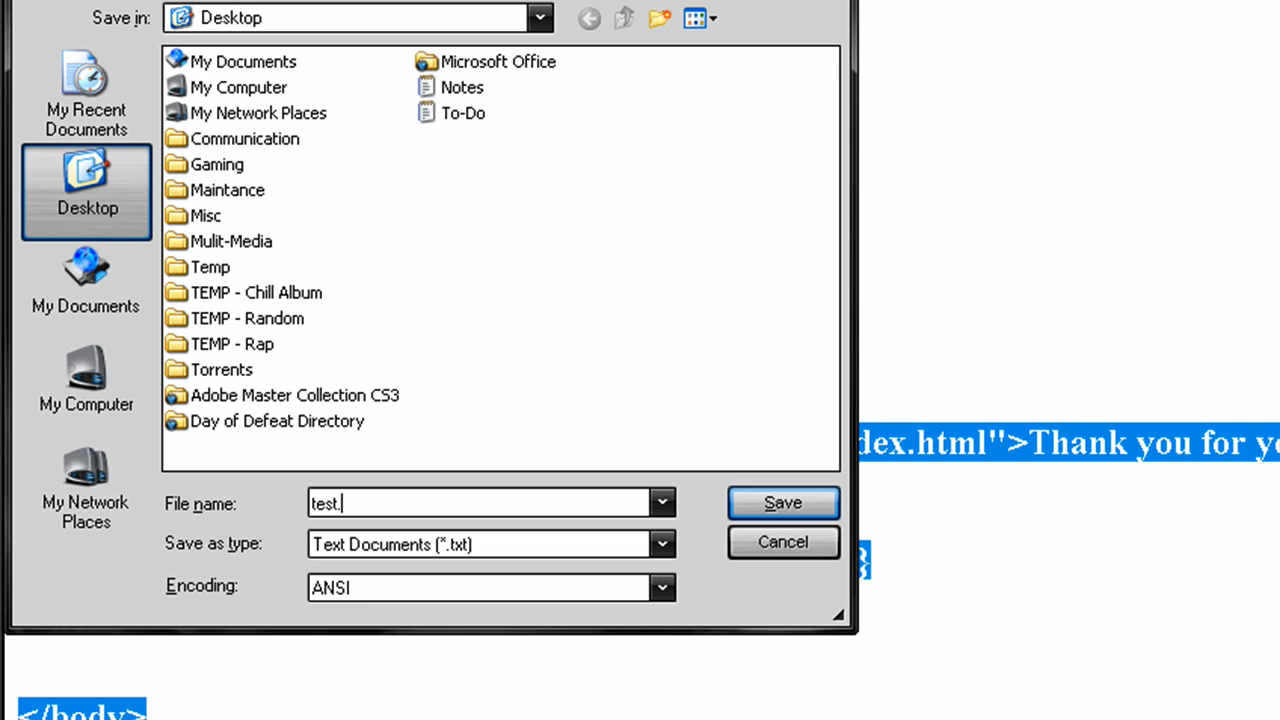 Save in: Desktop
My Recent
Documents
Desktop
My Documents
My Computer
My Network
Places
My Documents
My Computer
My Network Places
Communication
Gaming
Maintance
Misc
Mulit-Media
Temp
TEMP - Chill Album
TEMP - Random
TEMP - Rap
Torrents
Adobe Master Collection CS3
Day of Defeat Directory
Microsoft Office
Notes
To-Do
File name: test.
Save
Save as type: Text Documents (*.txt)
Cancel
Encoding: ANSI
dex.html">Thank you for yo
</body>